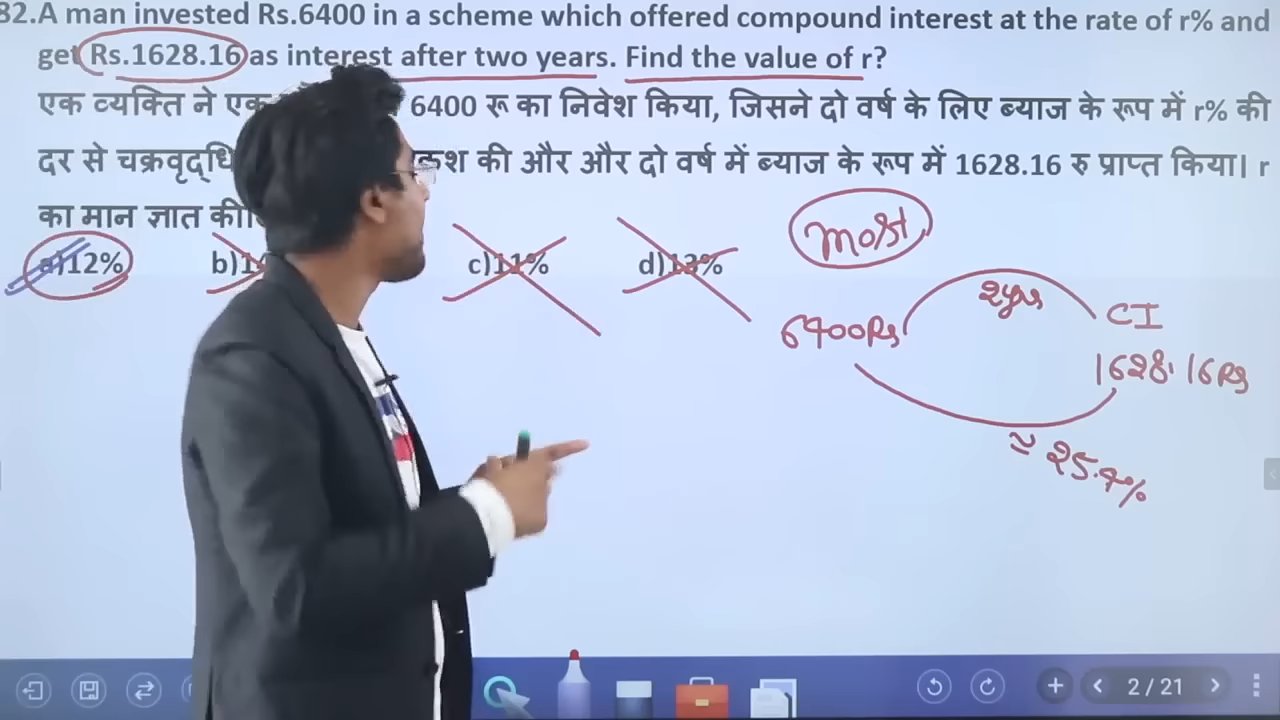 82.A man invested Rs.6400 in a scheme which offered compound interest at the rate of r% and
get Rs.1628.16 as interest after two years. Find the value of r?
एक व्यक्ति ने एक 6400 रू का निवेश किया, जिसने दो वर्ष के लिए ब्याज के रूप में r% की
दर से चक्रवृद्धि की और और दो वर्ष में ब्याज के रूप में 1628.16 रु प्राप्त किया। r
का मान ज्ञात
a)12% c)11% d)13%
most
2yrs
6400Rs CI
1628.16Rs
≃ 25.4%
2 / 21